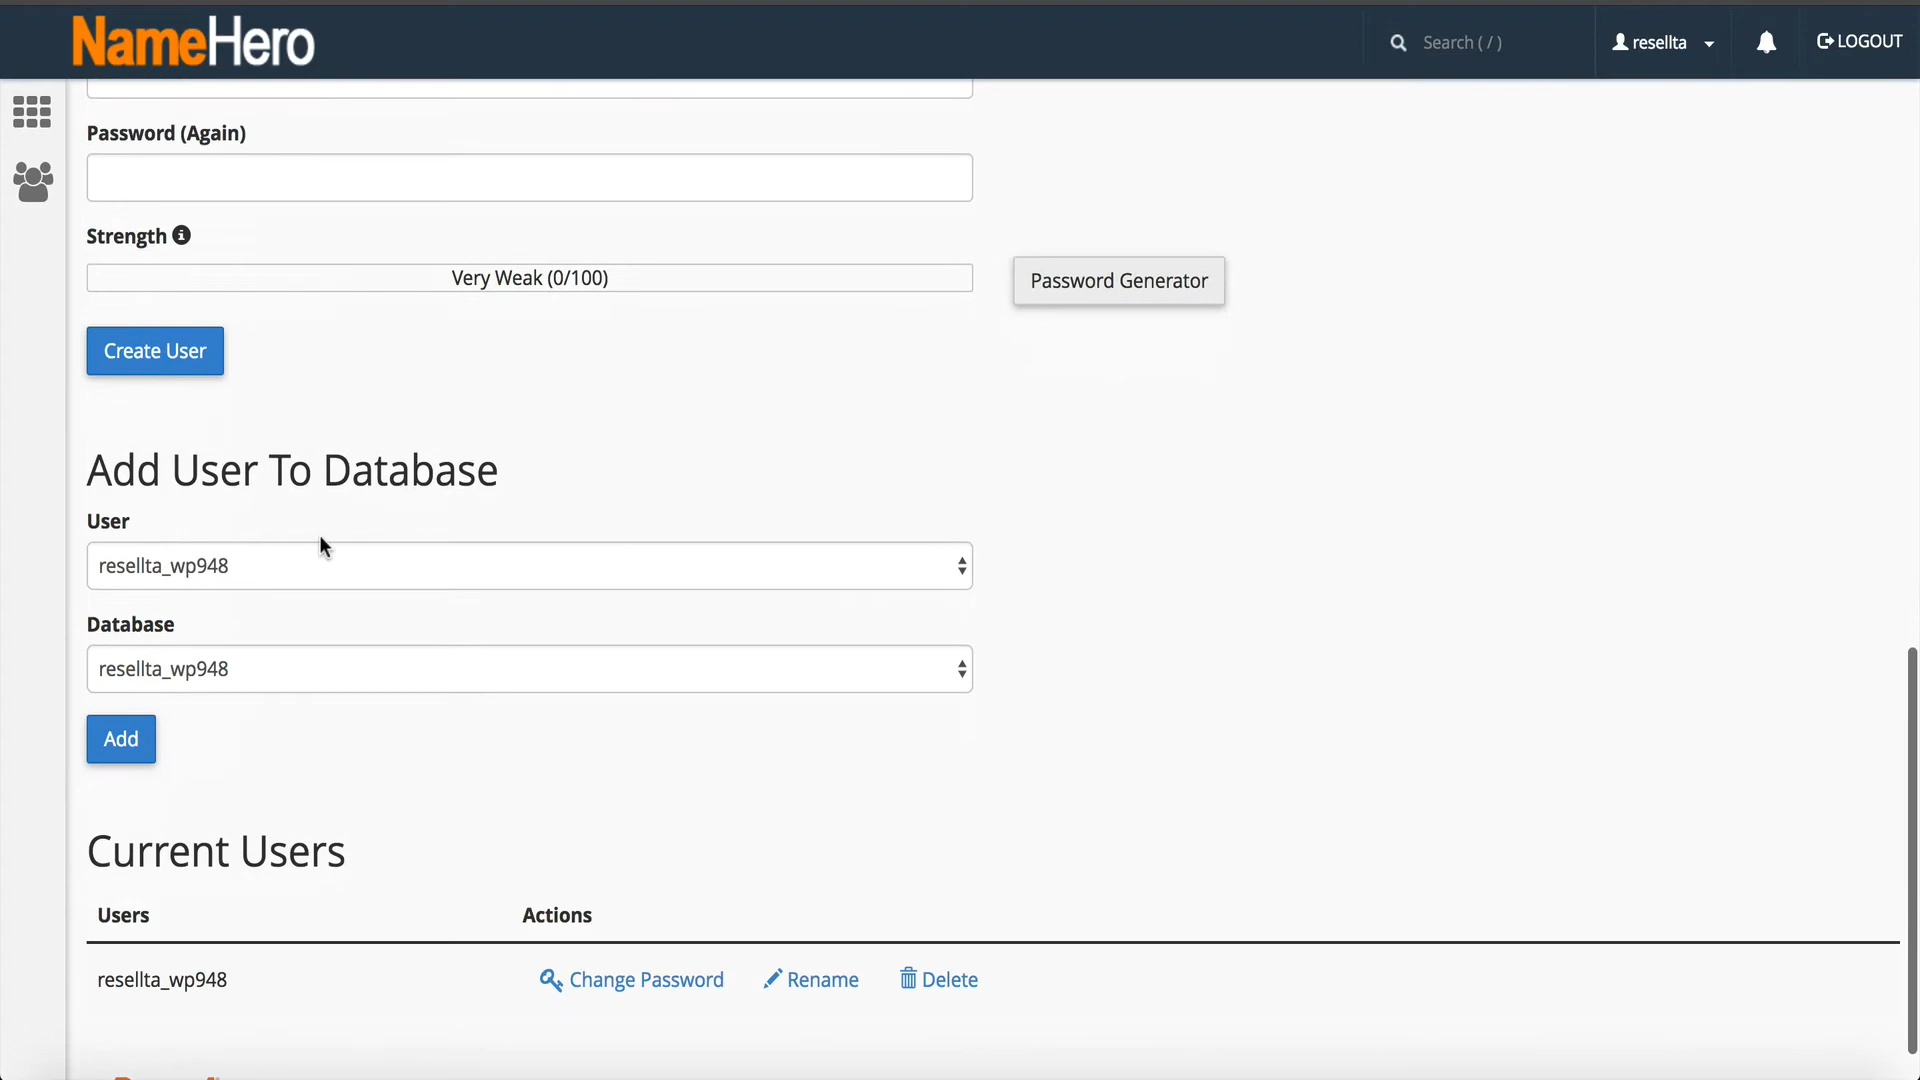 NameHero
Search ( / )
resellta
LOGOUT
Password (Again)
Strength
Very Weak (0/100)
Password Generator
Create User
Add User To Database
User
resellta_wp948
Database
resellta_wp948
Add
Current Users
Users Actions
resellta_wp948 Change Password Rename Delete